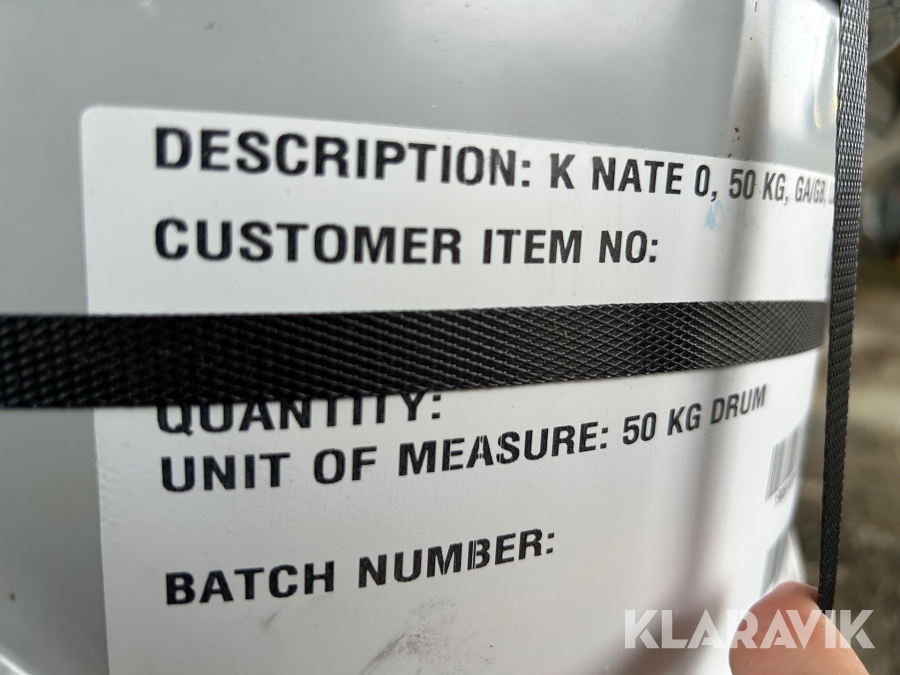 DESCRIPTION: K NATE 0, 50 KG, GA/GB,
CUSTOMER ITEM NO:
QUANTITY:
UNIT OF MEASURE: 50 KG DRUM
BATCH NUMBER:
KLARAVIK